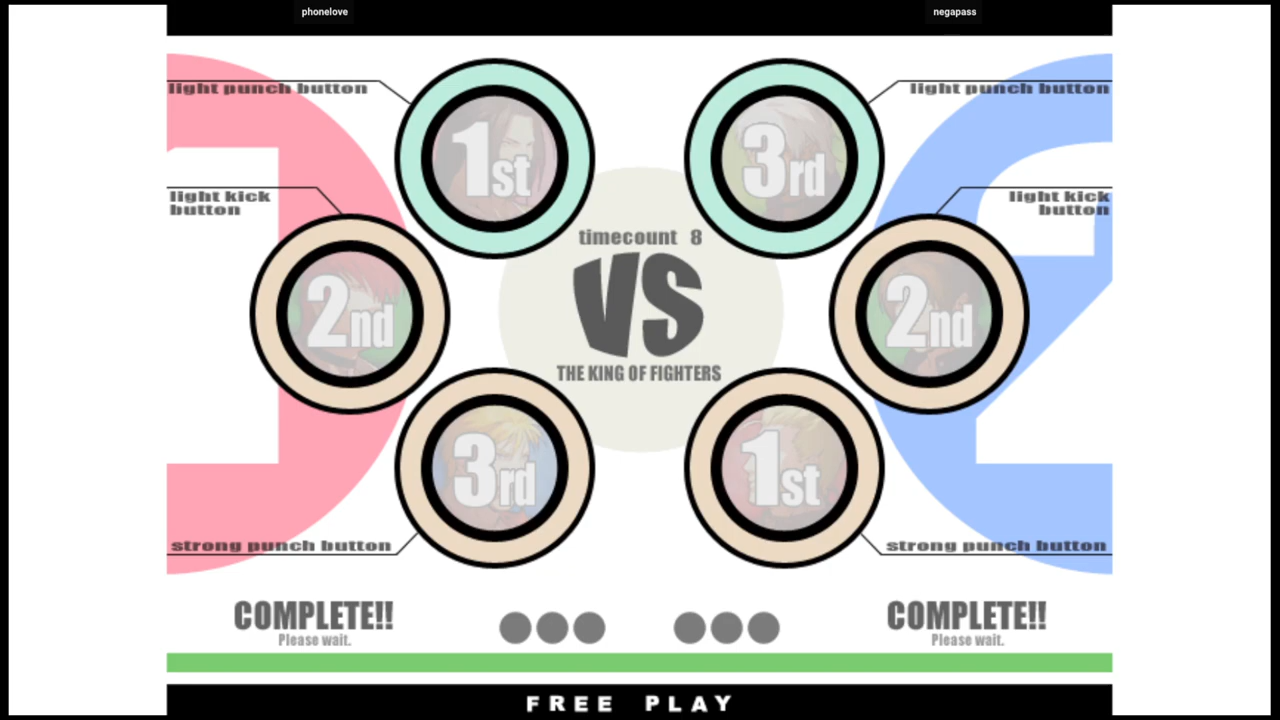 phonelove
negapass
light punch button
light punch button
1st
3rd
light kick
button
light kick
button
timecount 8
VS
2nd
2nd
THE KING OF FIGHTERS
3rd
1st
strong punch button
strong punch button
COMPLETE!!
Please wait.
COMPLETE!!
Please wait.
FREE PLAY
1
2